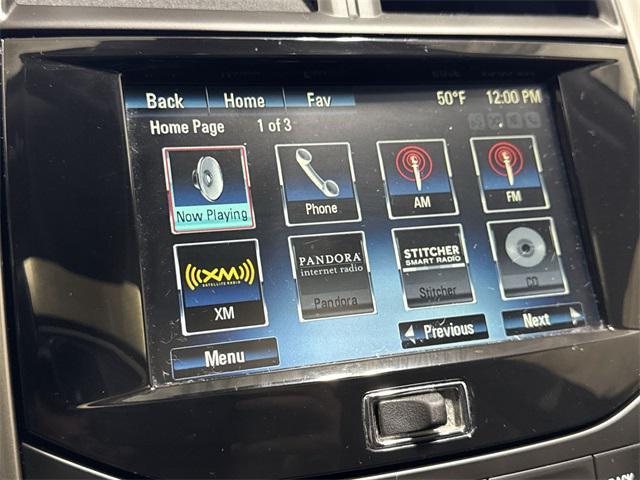 Back Home Fav 50°F 12:00 PM
Home Page 1 of 3
Now Playing Phone AM FM
XM
SATELLITE RADIO
XM
PANDORA
internet radio
Pandora
STITCHER
SMART RADIO
Stitcher
CD
Menu Previous Next